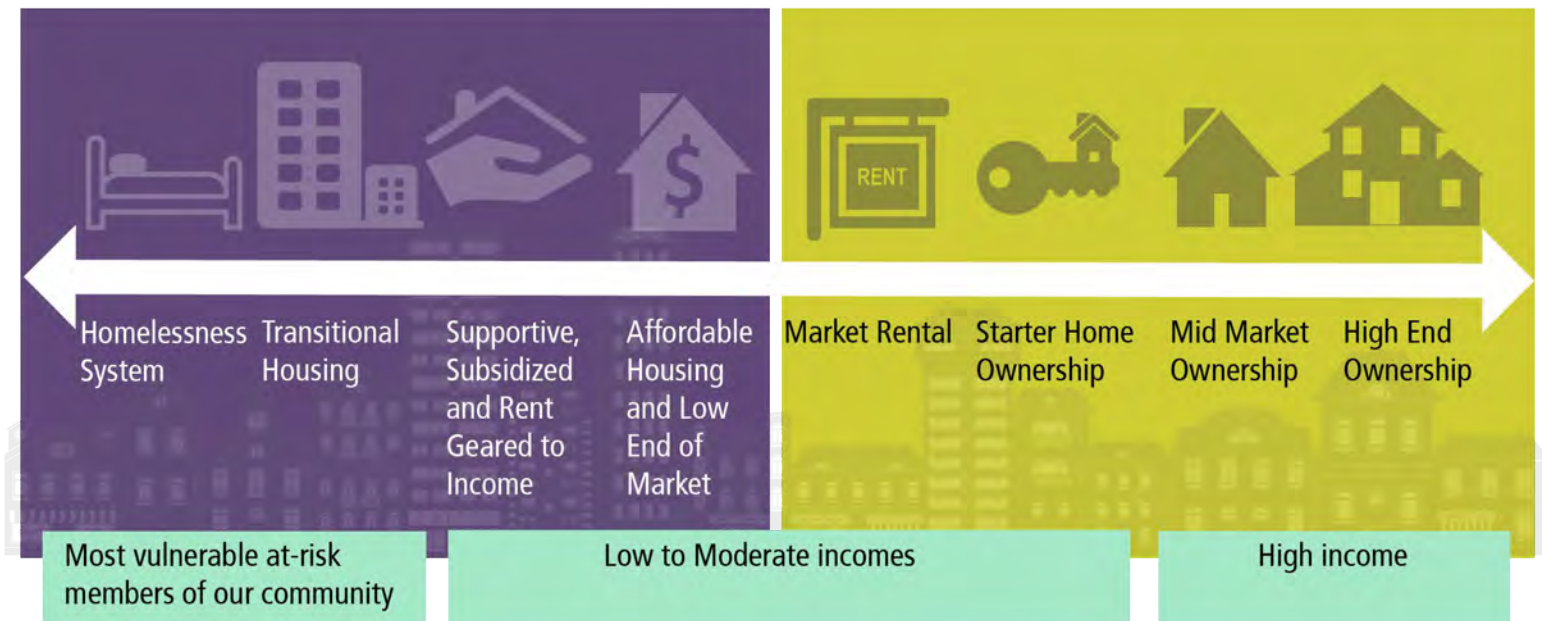 $
RENT
Homelessness
System
Transitional
Housing
Supportive,
Subsidized
and Rent
Geared to
Income
Affordable
Housing
and Low
End of
Market
Market Rental
Starter Home
Ownership
Mid Market
Ownership
High End
Ownership
Most vulnerable at-risk
members of our community
Low to Moderate incomes
High income